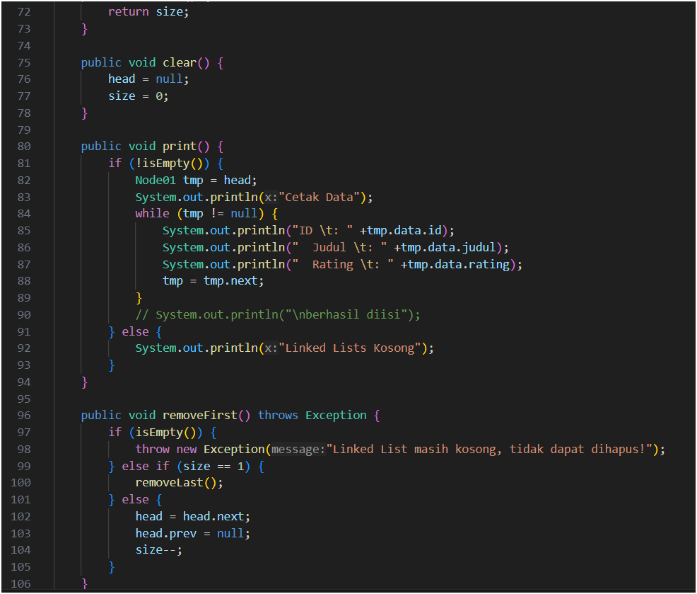 72 return size;
73 }
74
75 public void clear() {
76 head = null;
77 size = 0;
78 }
79
80 public void print() {
81 if (!isEmpty()) {
82 Node01 tmp = head;
83 System.out.println(x:"Cetak Data");
84 while (tmp != null) {
85 System.out.println("ID \t: " +tmp.data.id);
86 System.out.println("  Judul \t: " +tmp.data.judul);
87 System.out.println("  Rating \t: " +tmp.data.rating);
88 tmp = tmp.next;
89 }
90 // System.out.println("\nberhasil diisi");
91 } else {
92 System.out.println(x:"Linked Lists Kosong");
93 }
94 }
95
96 public void removeFirst() throws Exception {
97 if (isEmpty()) {
98 throw new Exception(message:"Linked List masih kosong, tidak dapat dihapus!");
99 } else if (size == 1) {
100 removeLast();
101 } else {
102 head = head.next;
103 head.prev = null;
104 size--;
105 }
106 }